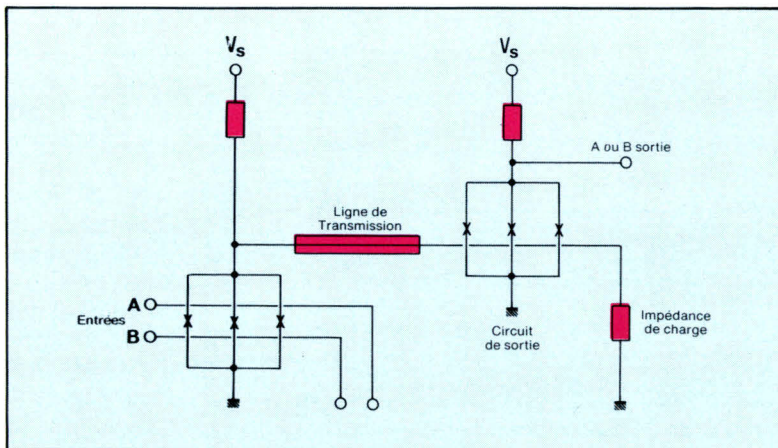 Vs
Vs
A ou B sortie
Ligne de
Transmission
A
Entrées
B
Circuit
de sortie
Impédance
de charge